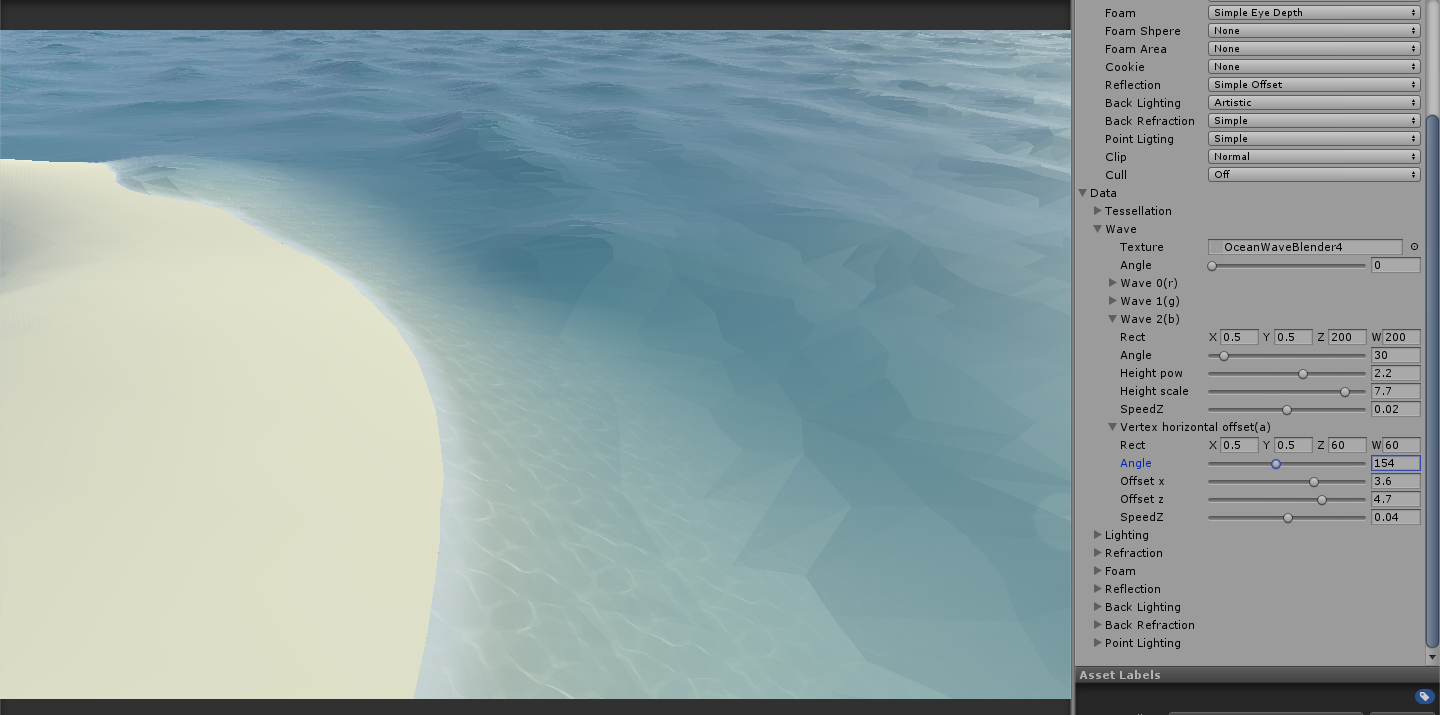 Foam Simple Eye Depth
Foam Shpere None
Foam Area None
Cookie None
Reflection Simple Offset
Back Lighting Artistic
Back Refraction Simple
Point Ligting Simple
Clip Normal
Cull Off
Data
Tessellation
Wave
Texture OceanWaveBlender4
Angle 0
Wave 0(r)
Wave 1(g)
Wave 2(b)
Rect X 0.5 Y 0.5 Z 200 W 200
Angle 30
Height pow 2.2
Height scale 7.7
SpeedZ 0.02
Vertex horizontal offset(a)
Rect X 0.5 Y 0.5 Z 60 W 60
Angle 154
Offset x 3.6
Offset z 4.7
SpeedZ 0.04
Lighting
Refraction
Foam
Reflection
Back Lighting
Back Refraction
Point Lighting
Asset Labels